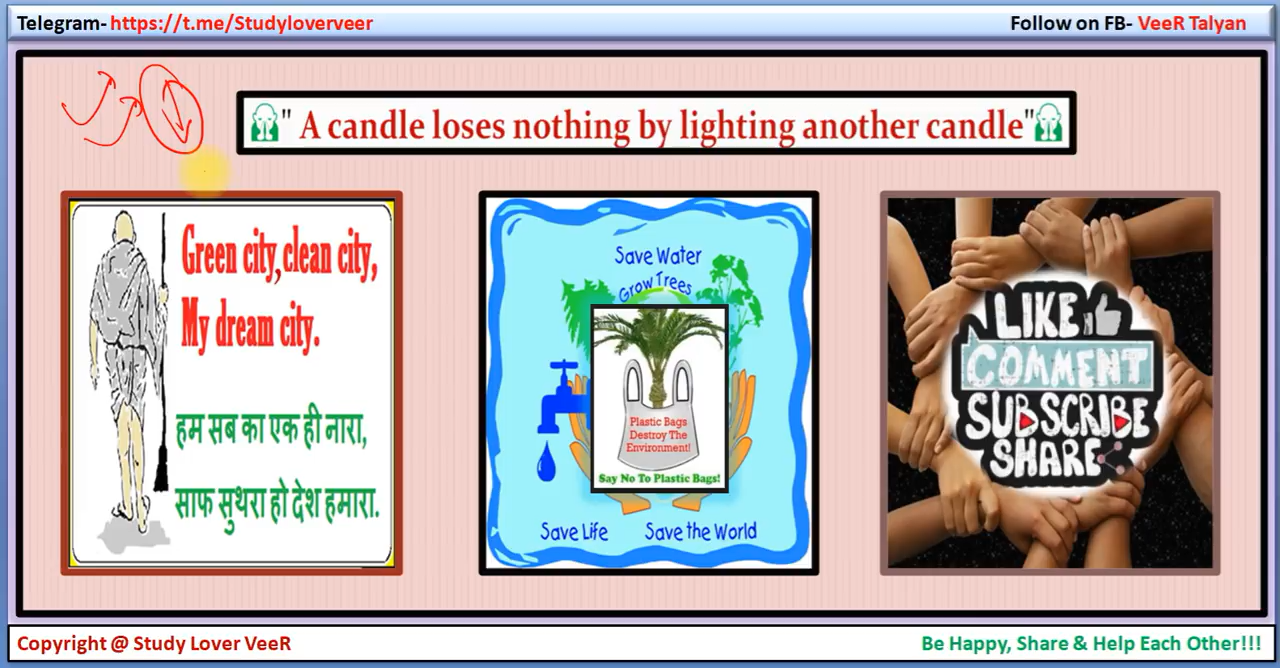 Telegram- https://t.me/Studyloverveer
Follow on FB- VeeR Talyan
" A candle loses nothing by lighting another candle"
Green city,clean city,
My dream city.
हम सब का एक ही नारा,
साफ सुथरा हो देश हमारा.
Save Water
Grow Trees
Plastic Bags
Destroy The
Environment!
Say No To Plastic Bags!
Save Life
Save the World
LIKE
COMMENT
SUBSCRIBE
SHARE
Copyright @ Study Lover VeeR
Be Happy, Share & Help Each Other!!!